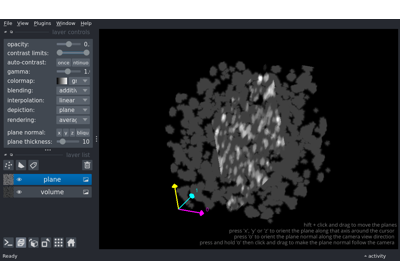 File View Plugins Window Help
layer controls
opacity: 0.
contrast limits:
auto-contrast: once
gamma: 1.
colormap: gr
blending: additiv
interpolation: linear
depiction: plane
rendering: averag
plane normal: x y z
plane thickness: 10
layer list
plane
volume
shift + click and drag to move the plane
press 'x', 'y' or 'z' to orient the plane along that axis around the cursor
press 'o' to orient the plane normal along the camera view direction
press and hold 'o' then click and drag to make the plane normal follow the camera
Ready
activity